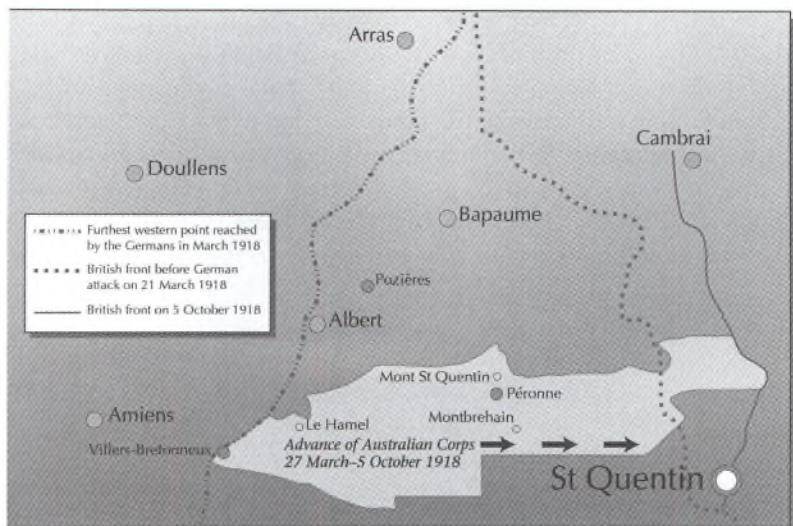 Arras
Cambrai
Doullens
Bapaume
Furthest western point reached
by the Germans in March 1918
British front before German
attack on 21 March 1918
British front on 5 October 1918
Pozières
Albert
Mont St Quentin
Péronne
Amiens
Le Hamel
Montbrehain
Villers-Bretonneux
Advance of Australian Corps
27 March–5 October 1918
St Quentin